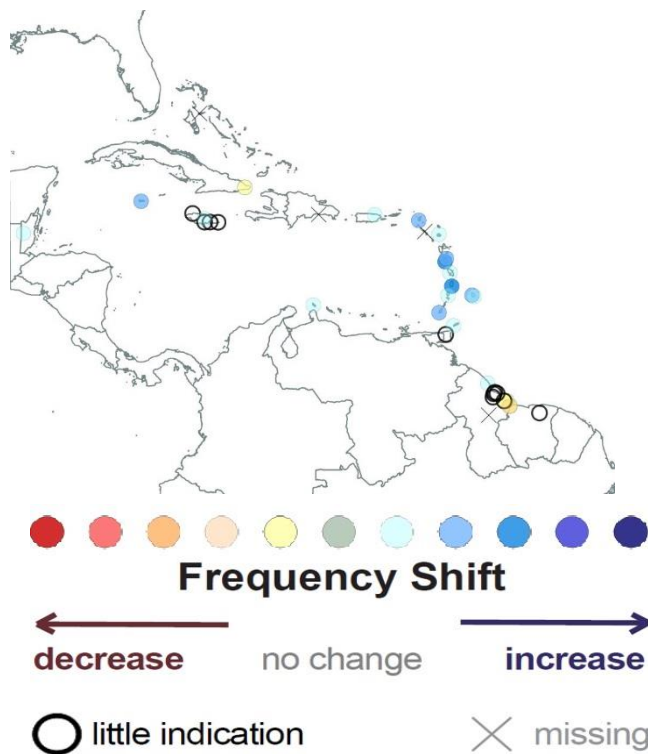 Frequency Shift
decrease no change increase
little indication missing